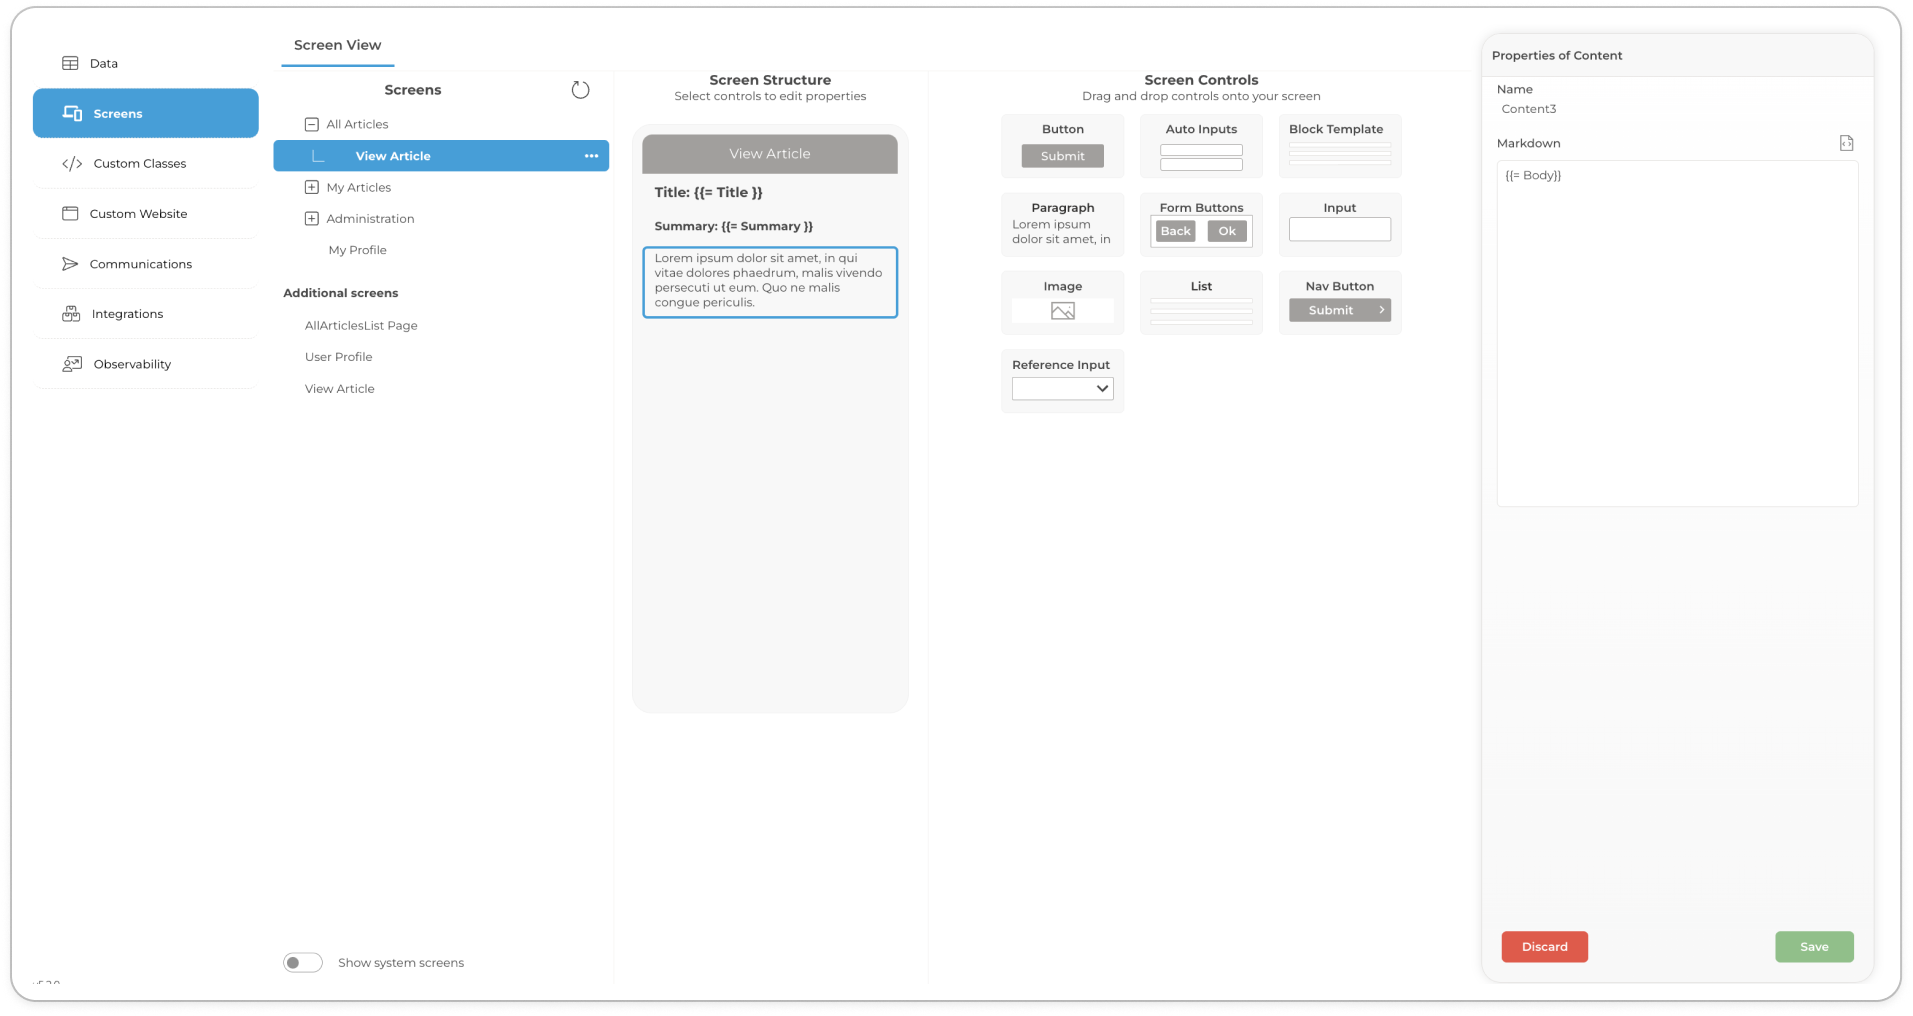 Data
Screens
Custom Classes
Custom Website
Communications
Integrations
Observability
Screen View
Screens
All Articles
View Article
My Articles
Administration
My Profile
Additional screens
AllArticlesList Page
User Profile
View Article
Show system screens
Screen Structure
Select controls to edit properties
View Article
Title: {{= Title }}
Summary: {{= Summary }}
Lorem ipsum dolor sit amet, in qui
vitae dolores phaedrum, malis vivendo
persecuti ut eum. Quo ne malis
congue periculis.
Screen Controls
Drag and drop controls onto your screen
Button
Submit
Auto Inputs
Block Template
Paragraph
Lorem ipsum
dolor sit amet, in
Form Buttons
Back Ok
Input
Image
List
Nav Button
Submit
Reference Input
Properties of Content
Name
Content3
Markdown
{{= Body}}
Discard
Save